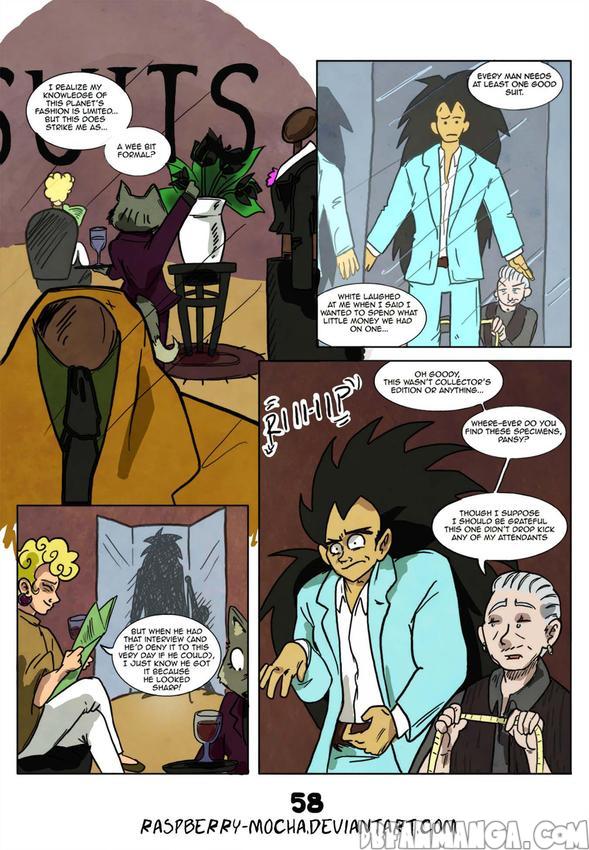 SUITS
I REALIZE MY
KNOWLEDGE OF
THIS PLANET'S
FASHION IS LIMITED...
BUT THIS DOES
STRIKE ME AS...
A WEE BIT
FORMAL?
EVERY MAN NEEDS
AT LEAST ONE GOOD
SUIT.
WHITE LAUGHED
AT ME WHEN I SAID I
WANTED TO SPEND WHAT
LITTLE MONEY WE HAD
ON ONE...
BUT WHEN HE HAD
THAT INTERVIEW (AND
HE'D DENY IT TO THIS
VERY DAY IF HE COULD),
I JUST KNOW HE GOT
IT BECAUSE
HE LOOKED
SHARP!
RIIIHIP
OH GOODY,
THIS WASN'T COLLECTOR'S
EDITION OR ANYTHING...
WHERE-EVER DO YOU
FIND THESE SPECIMENS,
PANSY?
THOUGH I SUPPOSE
I SHOULD BE GRATEFUL
THIS ONE DIDN'T DROP KICK
ANY OF MY ATTENDANTS
58
RASPBERRY-MOCHA.DEVIANTART.COM
DBFANMANGA.COM